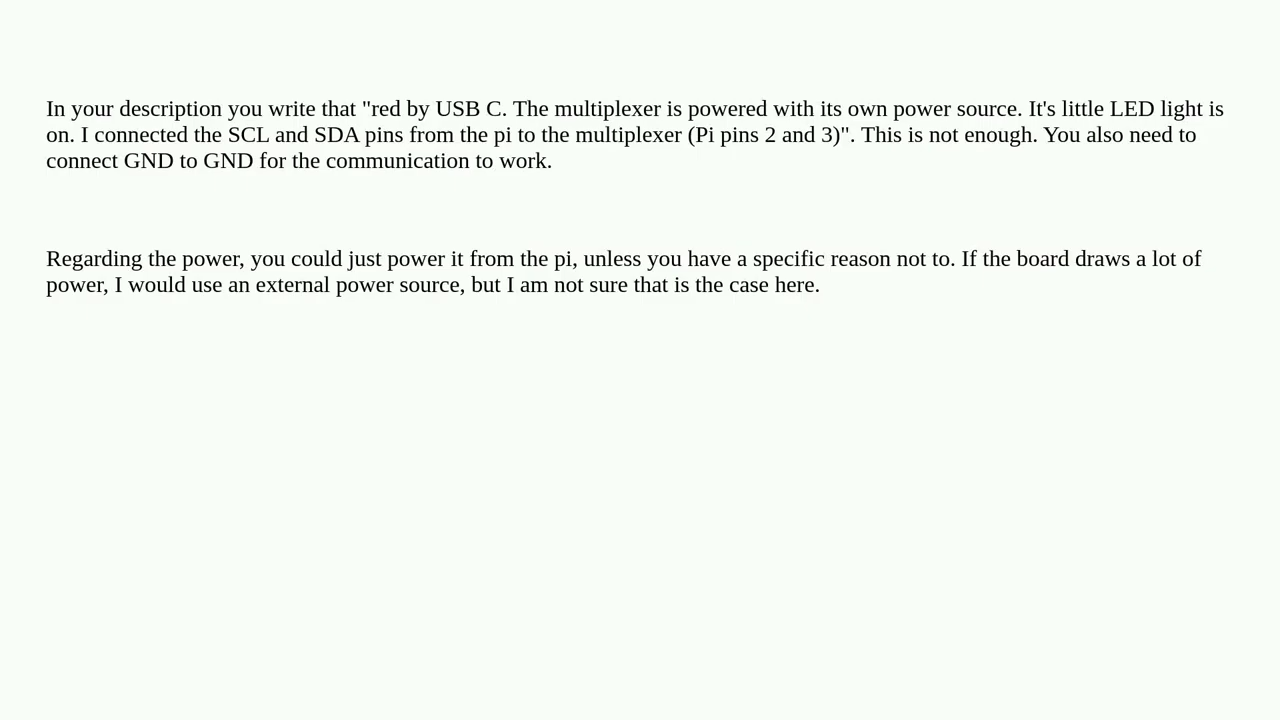 In your description you write that "red by USB C. The multiplexer is powered with its own power source. It's little LED light is
on. I connected the SCL and SDA pins from the pi to the multiplexer (Pi pins 2 and 3)". This is not enough. You also need to
connect GND to GND for the communication to work.
Regarding the power, you could just power it from the pi, unless you have a specific reason not to. If the board draws a lot of
power, I would use an external power source, but I am not sure that is the case here.